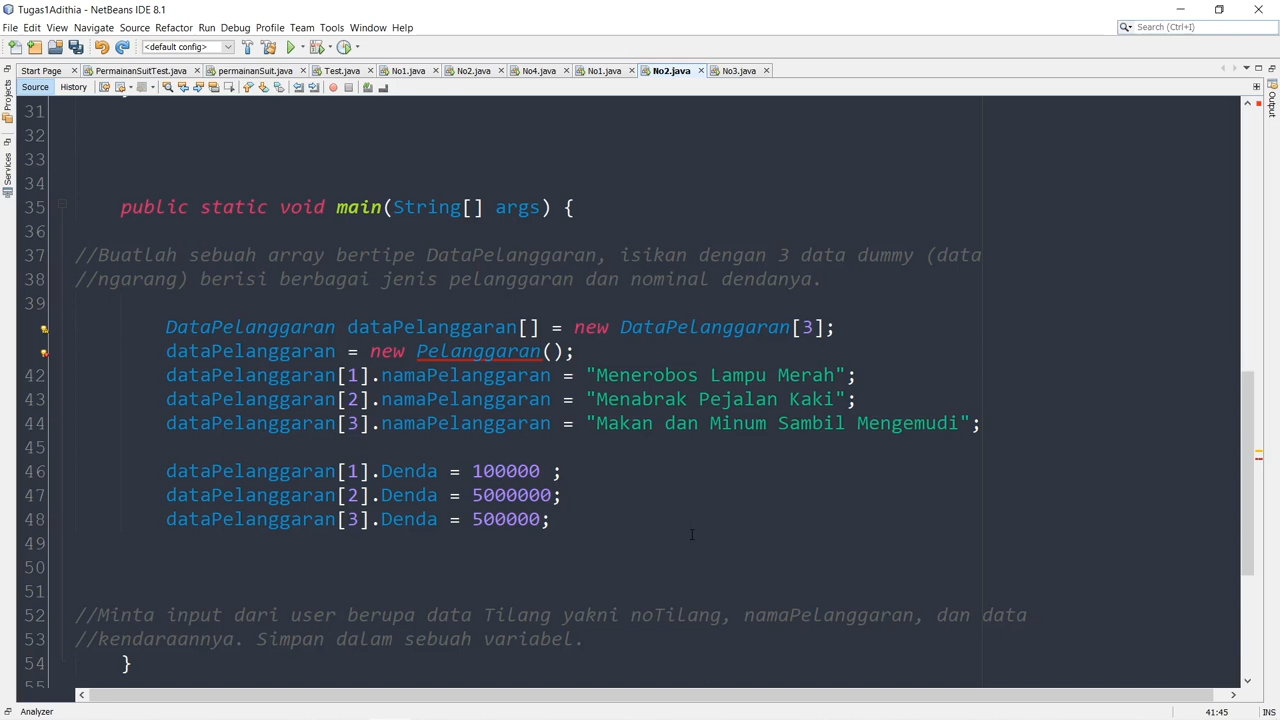 Tugas1Adithia - NetBeans IDE 8.1
File Edit View Navigate Source Refactor Run Debug Profile Team Tools Window Help
Search (Ctrl+I)
<default config>
Start Page PermainanSuitTest.java permainanSuit.java Test.java No1.java No2.java No4.java No1.java No2.java No3.java
Source History
Projects
Services
Output
31
32
33
34
35 public static void main(String[] args) {
36
37 //Buatlah sebuah array bertipe DataPelanggaran, isikan dengan 3 data dummy (data
38 //ngarang) berisi berbagai jenis pelanggaran dan nominal dendanya.
39
DataPelanggaran dataPelanggaran[] = new DataPelanggaran[3];
dataPelanggaran = new Pelanggaran();
42 dataPelanggaran[1].namaPelanggaran = "Menerobos Lampu Merah";
43 dataPelanggaran[2].namaPelanggaran = "Menabrak Pejalan Kaki";
44 dataPelanggaran[3].namaPelanggaran = "Makan dan Minum Sambil Mengemudi";
45
46 dataPelanggaran[1].Denda = 100000 ;
47 dataPelanggaran[2].Denda = 5000000;
48 dataPelanggaran[3].Denda = 500000;
49
50
51
52 //Minta input dari user berupa data Tilang yakni noTilang, namaPelanggaran, dan data
53 //kendaraannya. Simpan dalam sebuah variabel.
54 }
55
Analyzer
41:45 INS